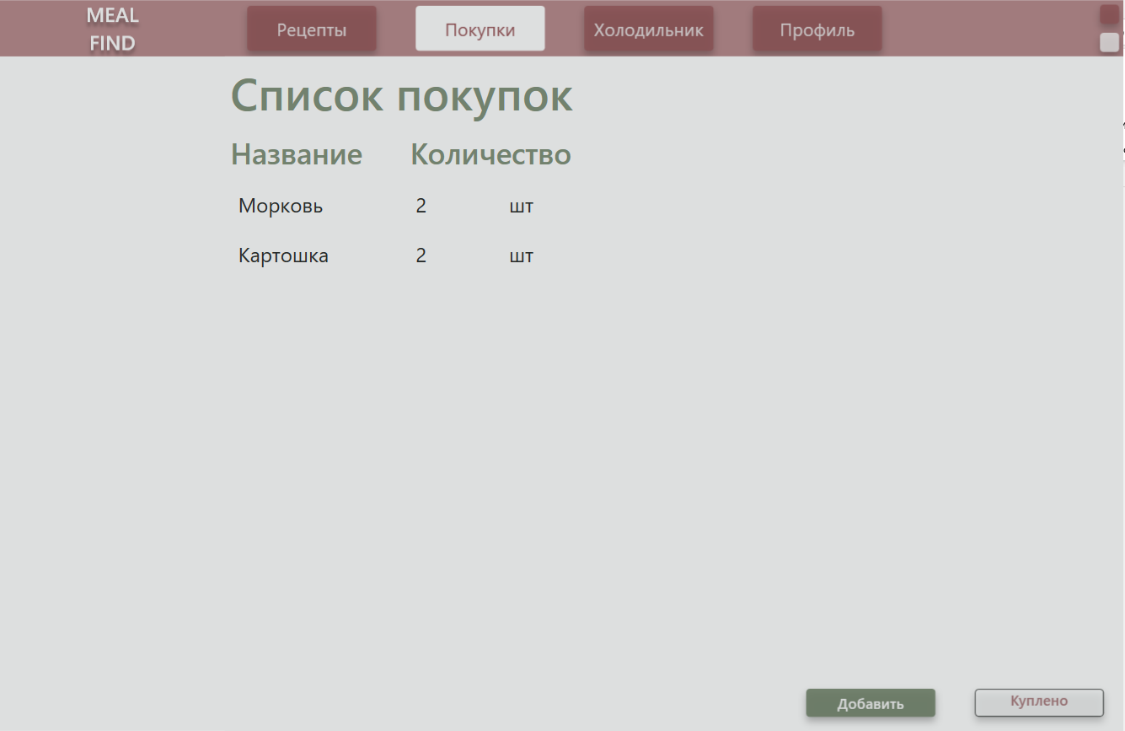 MEAL
FIND
Рецепты
Покупки
Холодильник
Профиль
Список покупок
Название Количество
Морковь 2 шт
Картошка 2 шт
Добавить
Куплено